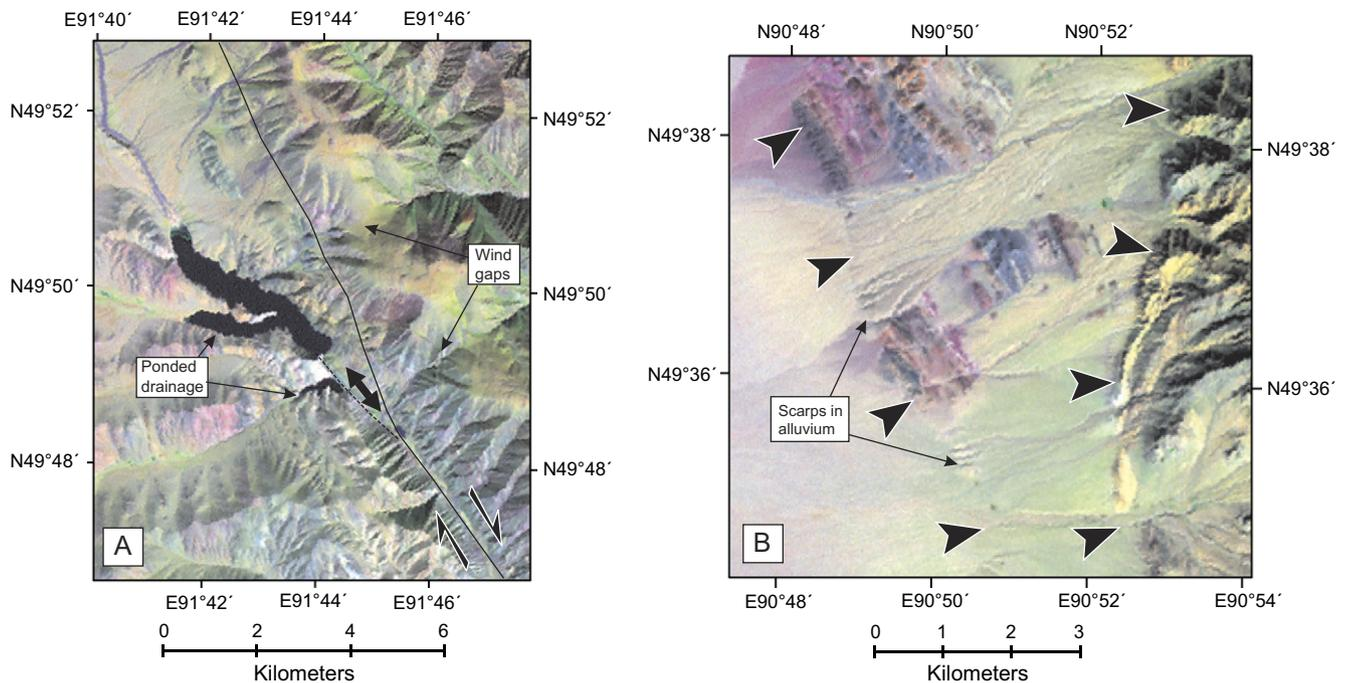 E91°40´ E91°42´ E91°44´ E91°46´
N49°52´
N49°50´
N49°48´
N49°52´
N49°50´
N49°48´
Wind
gaps
Ponded
drainage
A
E91°42´ E91°44´ E91°46´
0 2 4 6
Kilometers
N90°48´ N90°50´ N90°52´
N49°38´
N49°36´
N49°38´
N49°36´
Scarps in
alluvium
B
E90°48´ E90°50´ E90°52´ E90°54´
0 1 2 3
Kilometers